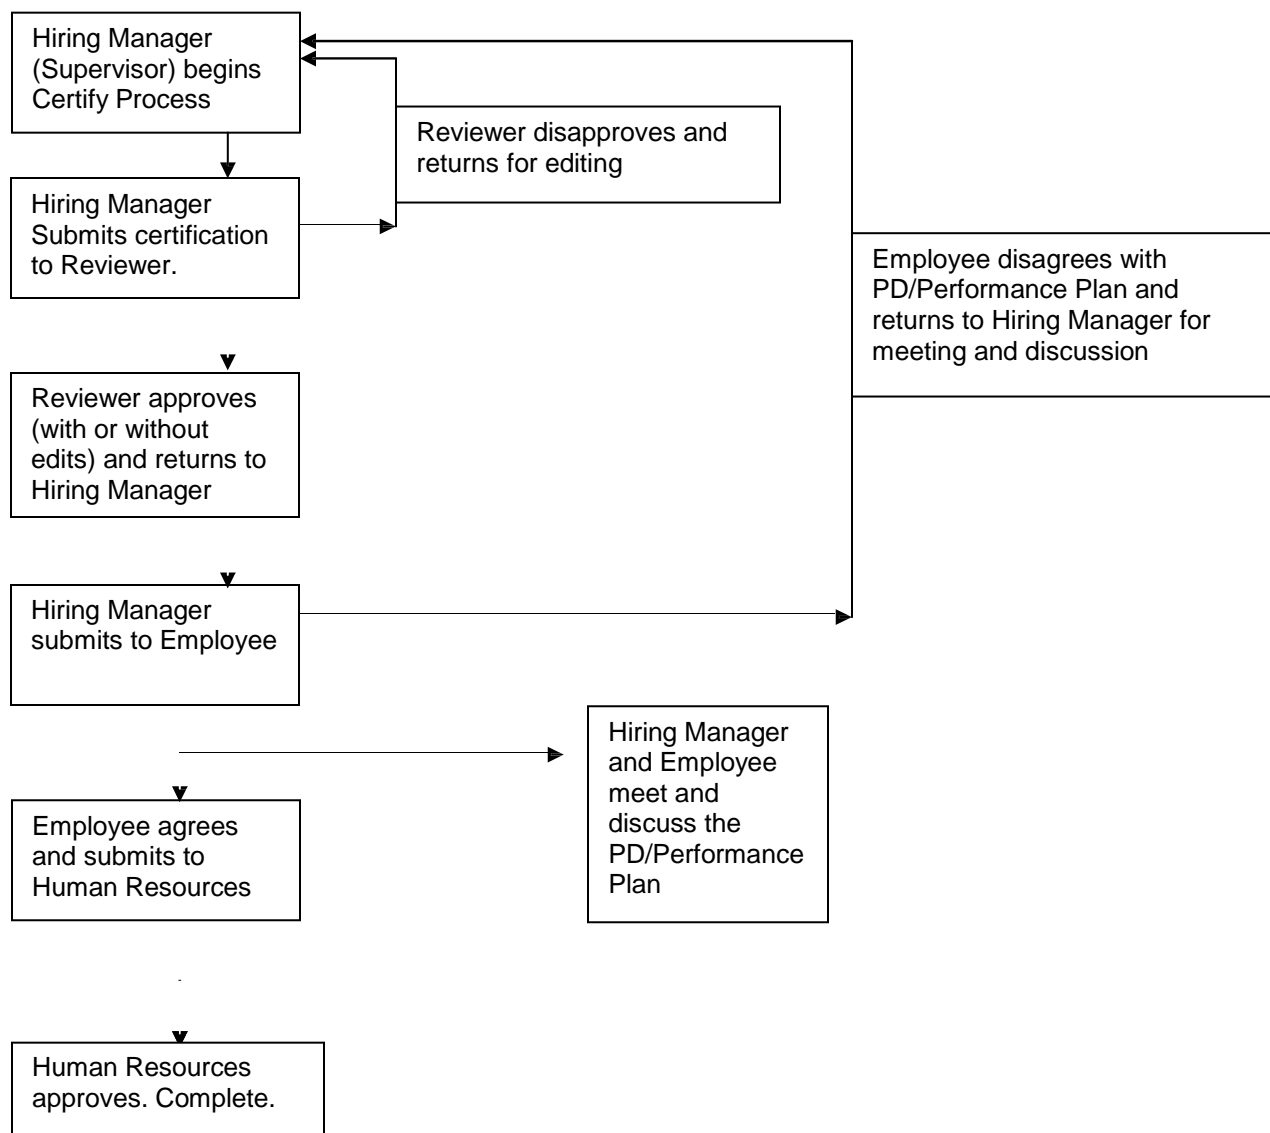 Hiring Manager
(Supervisor) begins
Certify Process
Reviewer disapproves and
returns for editing
Hiring Manager
Submits certification
to Reviewer.
Employee disagrees with
PD/Performance Plan and
returns to Hiring Manager for
meeting and discussion
Reviewer approves
(with or without
edits) and returns to
Hiring Manager
Hiring Manager
submits to Employee
Hiring Manager
and Employee
meet and
discuss the
PD/Performance
Plan
Employee agrees
and submits to
Human Resources
Human Resources
approves. Complete.